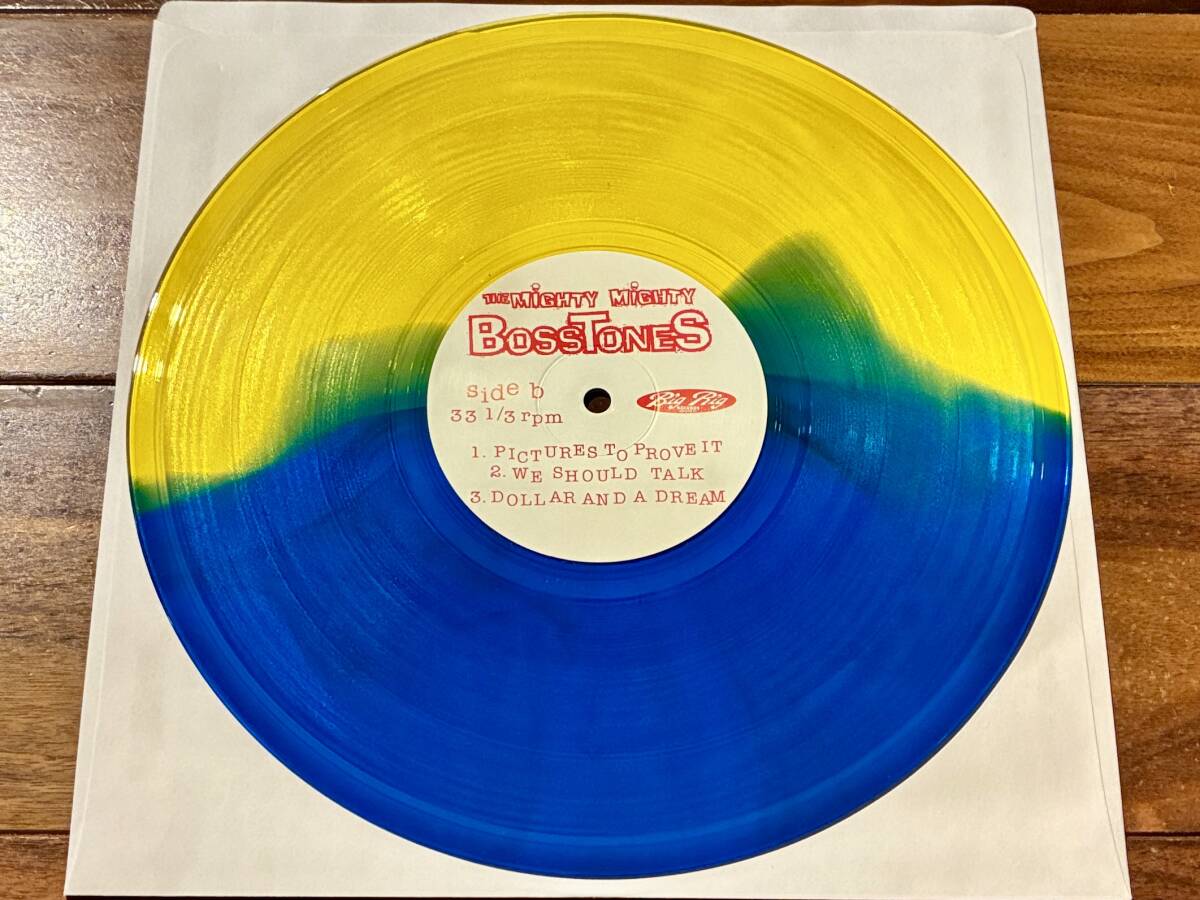 THE MiGHTY MiGHTY
BOSSTONES
side b
33 1/3 rpm
Big Rig
RECORDS
1. PICTURES TO PROVE IT
2. WE SHOULD TALK
3. DOLLAR AND A DREAM